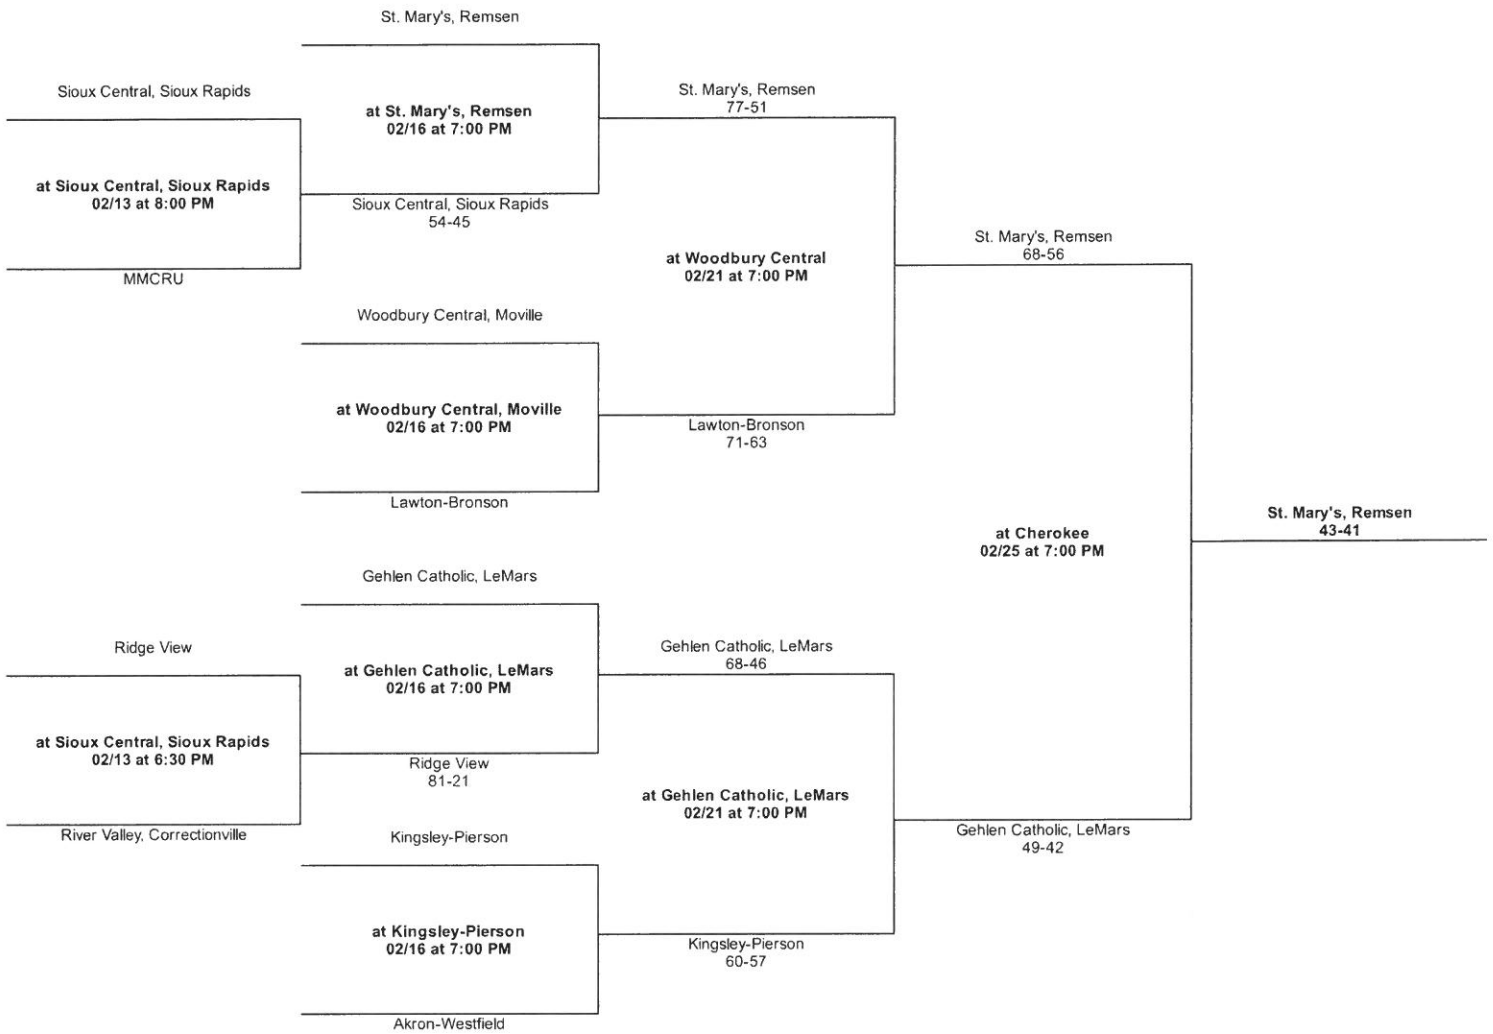 St. Mary's, Remsen
Sioux Central, Sioux Rapids
at St. Mary's, Remsen
02/16 at 7:00 PM
St. Mary's, Remsen
77-51
at Sioux Central, Sioux Rapids
02/13 at 8:00 PM
Sioux Central, Sioux Rapids
54-45
MMCRU
at Woodbury Central
02/21 at 7:00 PM
St. Mary's, Remsen
68-56
Woodbury Central, Moville
at Woodbury Central, Moville
02/16 at 7:00 PM
Lawton-Bronson
71-63
Lawton-Bronson
at Cherokee
02/25 at 7:00 PM
St. Mary's, Remsen
43-41
Gehlen Catholic, LeMars
Ridge View
at Gehlen Catholic, LeMars
02/16 at 7:00 PM
Gehlen Catholic, LeMars
68-46
at Sioux Central, Sioux Rapids
02/13 at 6:30 PM
Ridge View
81-21
River Valley, Correctionville
at Gehlen Catholic, LeMars
02/21 at 7:00 PM
Gehlen Catholic, LeMars
49-42
Kingsley-Pierson
at Kingsley-Pierson
02/16 at 7:00 PM
Kingsley-Pierson
60-57
Akron-Westfield